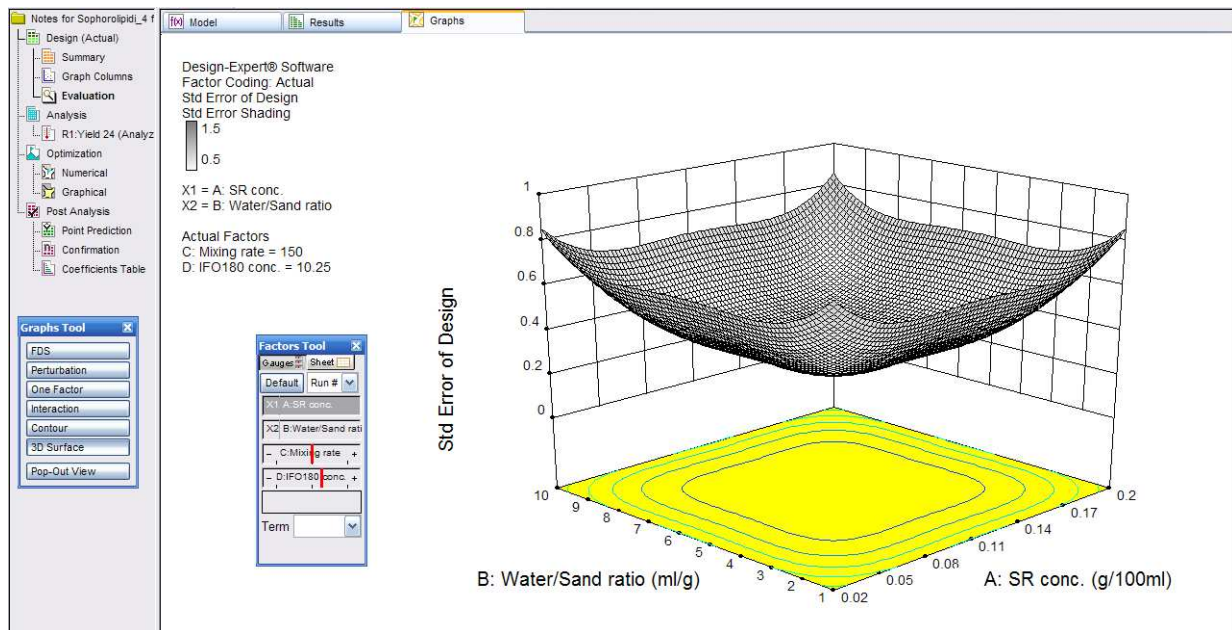 Notes for Sophorolipidi_4 f
Design (Actual)
Summary
Graph Columns
Evaluation
Analysis
R1:Yield 24 (Analyz
Optimization
Numerical
Graphical
Post Analysis
Point Prediction
Confirmation
Coefficients Table
Graphs Tool
FDS
Perturbation
One Factor
Interaction
Contour
3D Surface
Pop-Out View
f(x) Model
Results
Graphs
Design-Expert® Software
Factor Coding: Actual
Std Error of Design
Std Error Shading
1.5
0.5
X1 = A: SR conc.
X2 = B: Water/Sand ratio
Actual Factors
C: Mixing rate = 150
D: IFO180 conc. = 10.25
Factors Tool
Gauges Sheet
Default Run #
X1 A:SR conc.
X2 B:Water/Sand rati
- C:Mixing rate +
- D:IFO180 conc. +
Term
Std Error of Design
1
0.8
0.6
0.4
0.2
0
10
9
8
7
6
5
4
3
2
1
0.02
0.05
0.08
0.11
0.14
0.17
0.2
B: Water/Sand ratio (ml/g)
A: SR conc. (g/100ml)